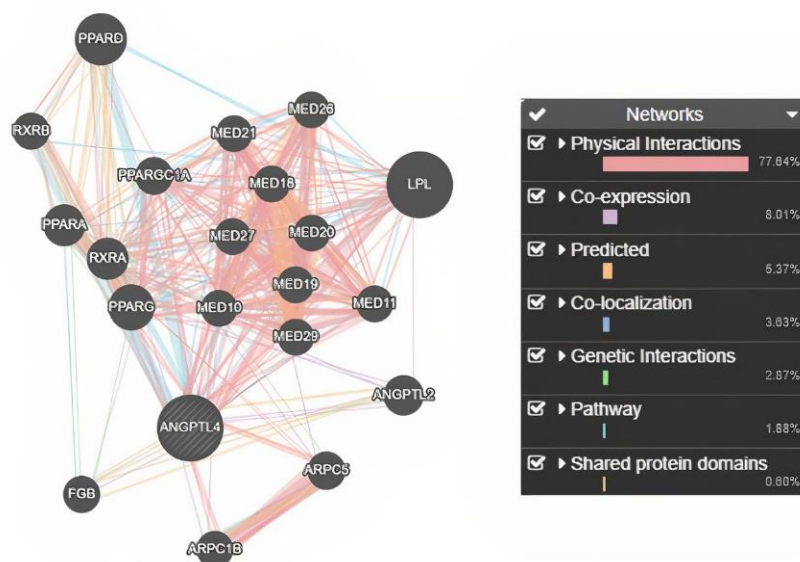 PPARD
MED26
RXRB
MED21
PPARGC1A
MED18
LPL
PPARA
MED27
MED20
RXRA
MED19
PPARG
MED10
MED11
MED29
ANGPTL2
ANGPTL4
ARPC5
FGB
ARPC1B
Networks
Physical Interactions
77.64%
Co-expression
8.01%
Predicted
5.37%
Co-localization
3.63%
Genetic Interactions
2.87%
Pathway
1.88%
Shared protein domains
0.60%